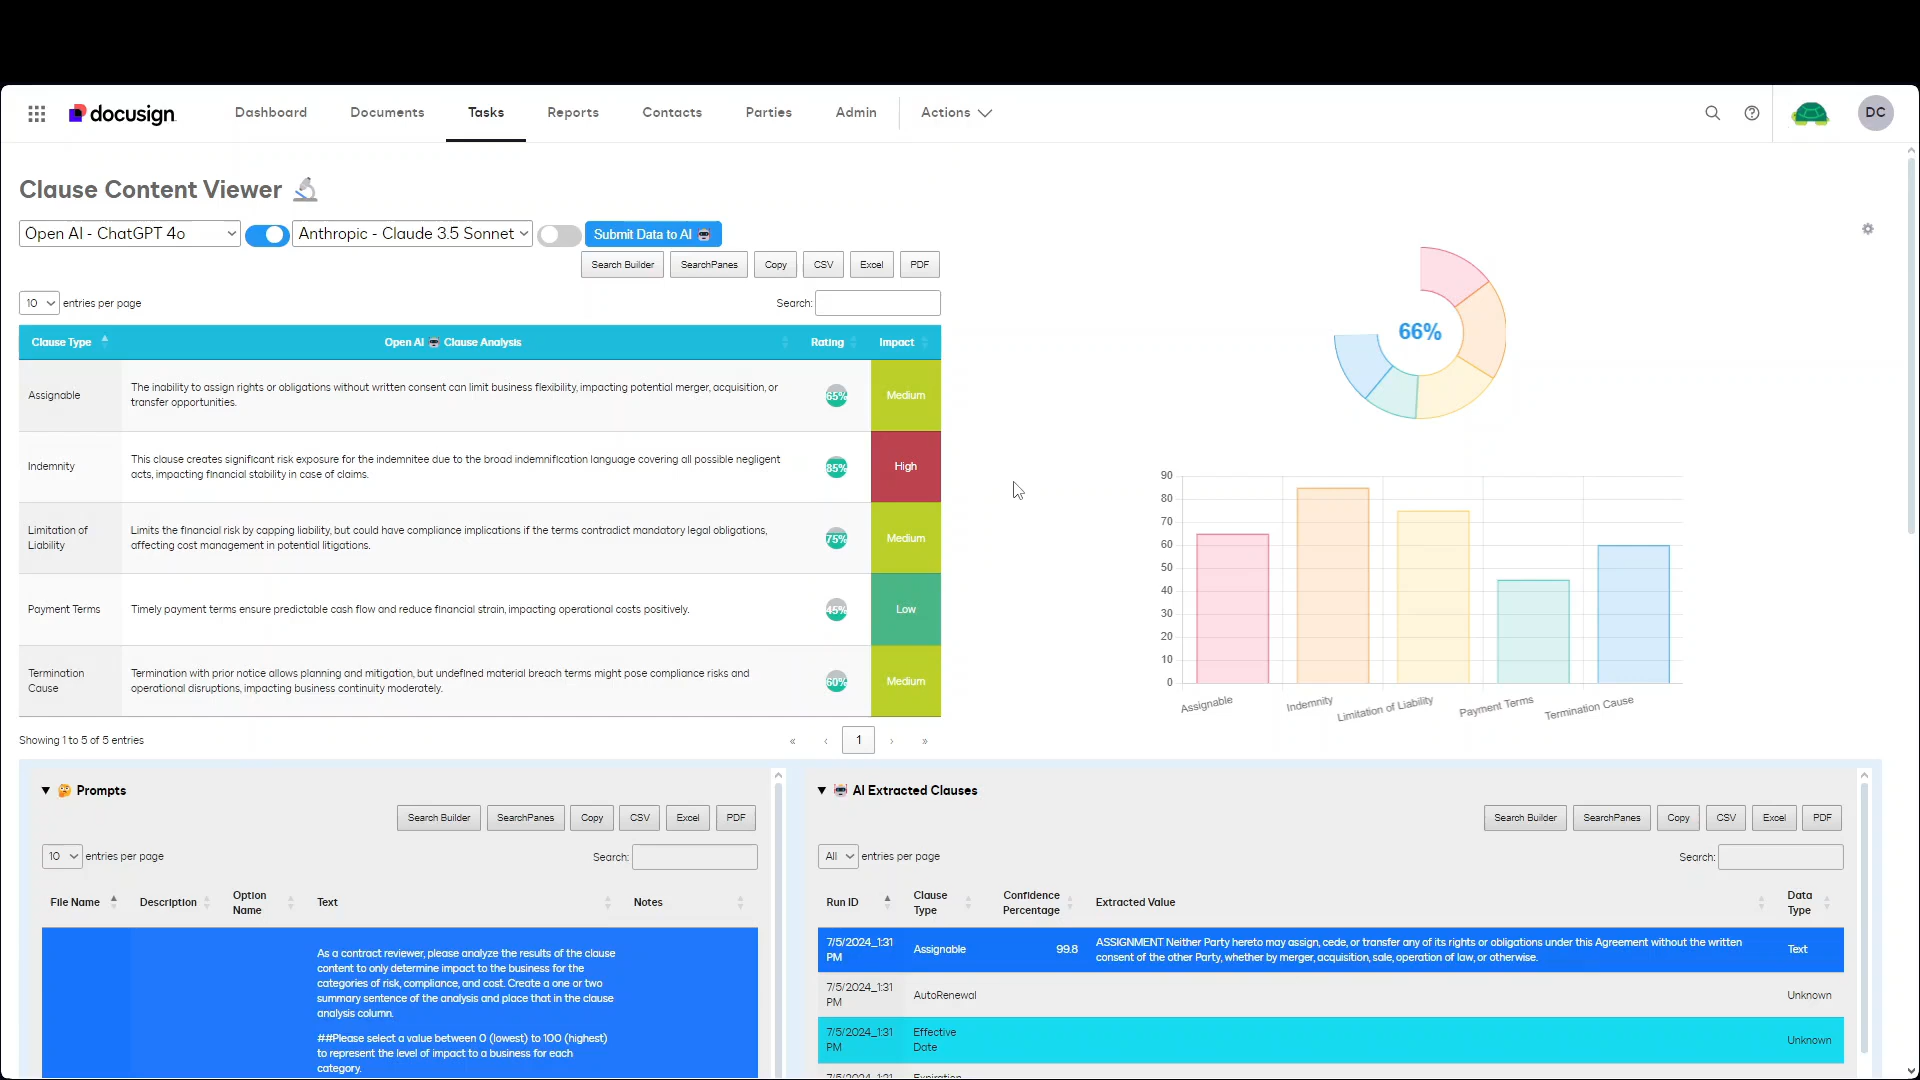 docusign
Dashboard
Documents
Tasks
Reports
Contacts
Parties
Admin
Actions
DC
Clause Content Viewer
Open AI - ChatGPT 4o
Anthropic - Claude 3.5 Sonnet
Submit Data to AI
Search Builder
SearchPanes
Copy
CSV
Excel
PDF
10 entries per page
Search:
Clause Type
Open AI Clause Analysis
Rating
Impact
Assignable
The inability to assign rights or obligations without written consent can limit business flexibility, impacting potential merger, acquisition, or
transfer opportunities.
65%
Medium
Indemnity
This clause creates significant risk exposure for the indemnitee due to the broad indemnification language covering all possible negligent
acts, impacting financial stability in case of claims.
85%
High
Limitation of
Liability
Limits the financial risk by capping liability, but could have compliance implications if the terms contradict mandatory legal obligations,
affecting cost management in potential litigations.
75%
Medium
Payment Terms
Timely payment terms ensure predictable cash flow and reduce financial strain, impacting operational costs positively.
45%
Low
Termination
Cause
Termination with prior notice allows planning and mitigation, but undefined material breach terms might pose compliance risks and
operational disruptions, impacting business continuity moderately.
60%
Medium
Showing 1 to 5 of 5 entries
« ‹ 1 › »
66%
90
80
70
60
50
40
30
20
10
0
Assignable
Indemnity
Limitation of Liability
Payment Terms
Termination Cause
Prompts
Search Builder
SearchPanes
Copy
CSV
Excel
PDF
10 entries per page
Search:
File Name
Description
Option
Name
Text
Notes
As a contract reviewer, please analyze the results of the clause
content to only determine impact to the business for the
categories of risk, compliance, and cost. Create a one or two
summary sentence of the analysis and place that in the clause
analysis column.
##Please select a value between 0 (lowest) to 100 (highest)
to represent the level of impact to a business for each
category.
AI Extracted Clauses
Search Builder
SearchPanes
Copy
CSV
Excel
PDF
All entries per page
Search:
Run ID
Clause
Type
Confidence
Percentage
Extracted Value
Data
Type
7/5/2024_1:31
PM
Assignable
99.8
ASSIGNMENT Neither Party hereto may assign, cede, or transfer any of its rights or obligations under this Agreement without the written
consent of the other Party, whether by merger, acquisition, sale, operation of law, or otherwise.
Text
7/5/2024_1:31
PM
AutoRenewal
Unknown
7/5/2024_1:31
PM
Effective
Date
Unknown
7/5/2024_1:31
Expiration